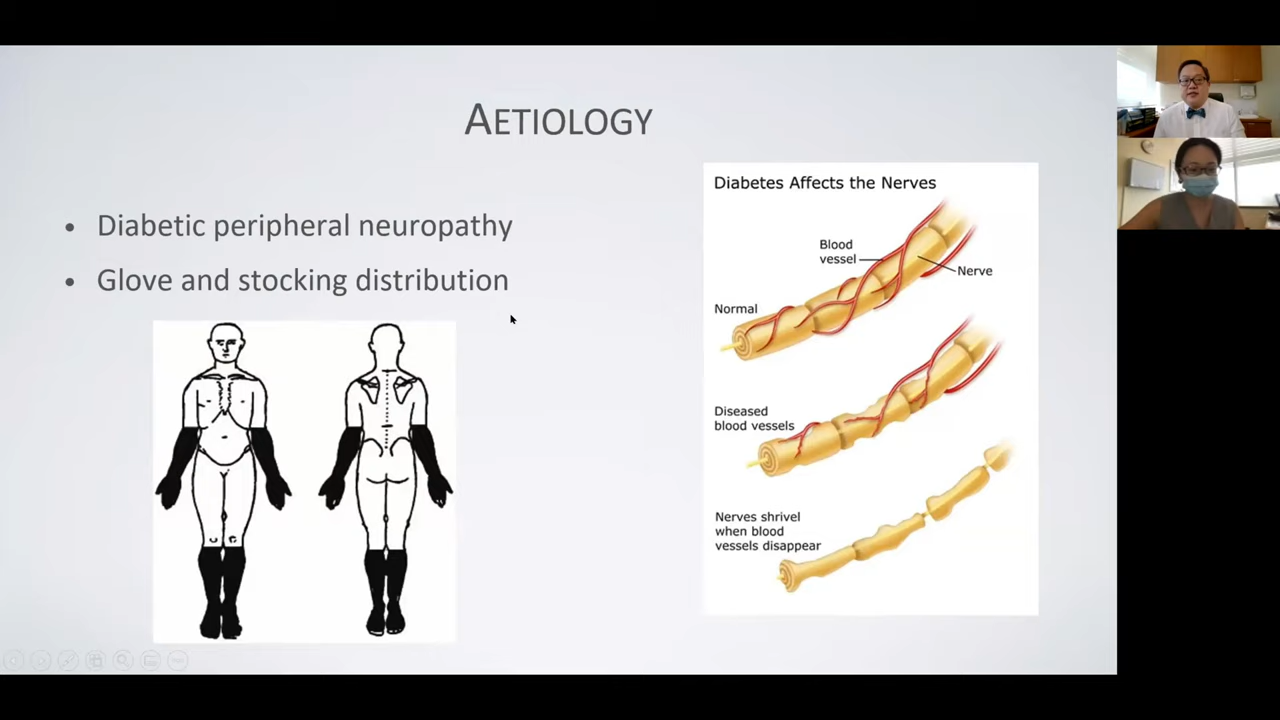 AETIOLOGY
• Diabetic peripheral neuropathy
• Glove and stocking distribution
Diabetes Affects the Nerves
Blood
vessel
Nerve
Normal
Diseased
blood vessels
Nerves shrivel
when blood
vessels disappear